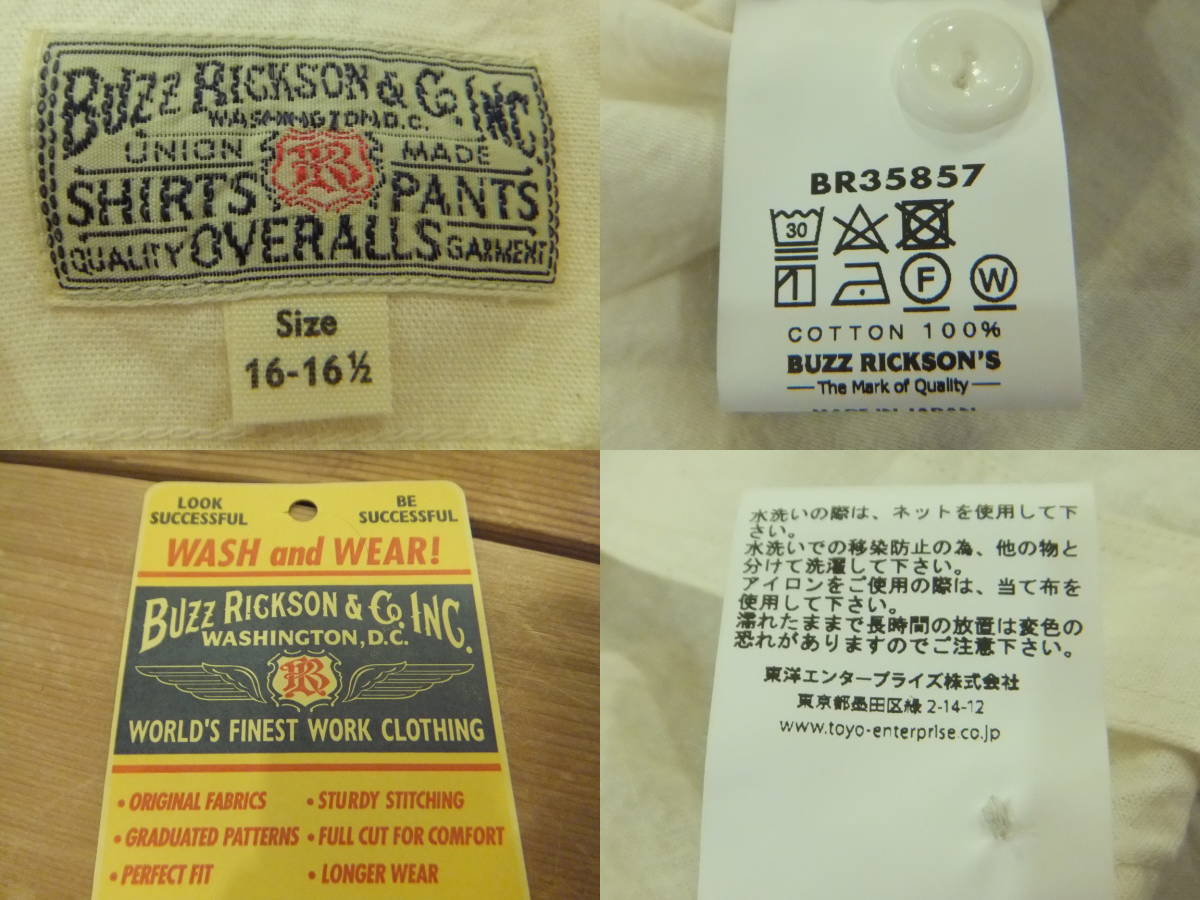 BUZZ RICKSON & CO. INC.
WASHINGTON D.C.
UNION MADE
BR
SHIRTS PANTS
QUALITY OVERALLS GARMENT
Size
16-16½
BR35857
30
F W
COTTON 100%
BUZZ RICKSON'S
The Mark of Quality
MADE IN JAPAN
LOOK SUCCESSFUL
BE SUCCESSFUL
WASH and WEAR!
BUZZ RICKSON & CO. INC.
WASHINGTON, D.C.
BR
WORLD'S FINEST WORK CLOTHING
• ORIGINAL FABRICS • STURDY STITCHING
• GRADUATED PATTERNS • FULL CUT FOR COMFORT
• PERFECT FIT • LONGER WEAR
水洗いの際は、ネットを使用して下
さい。
水洗いでの移染防止の為、他の物と
分けて洗濯して下さい。
アイロンをご使用の際は、当て布を
使用して下さい。
濡れたままで長時間の放置は変色の
恐れがありますのでご注意下さい。
東洋エンタープライズ株式会社
東京都墨田区緑 2-14-12
www.toyo-enterprise.co.jp